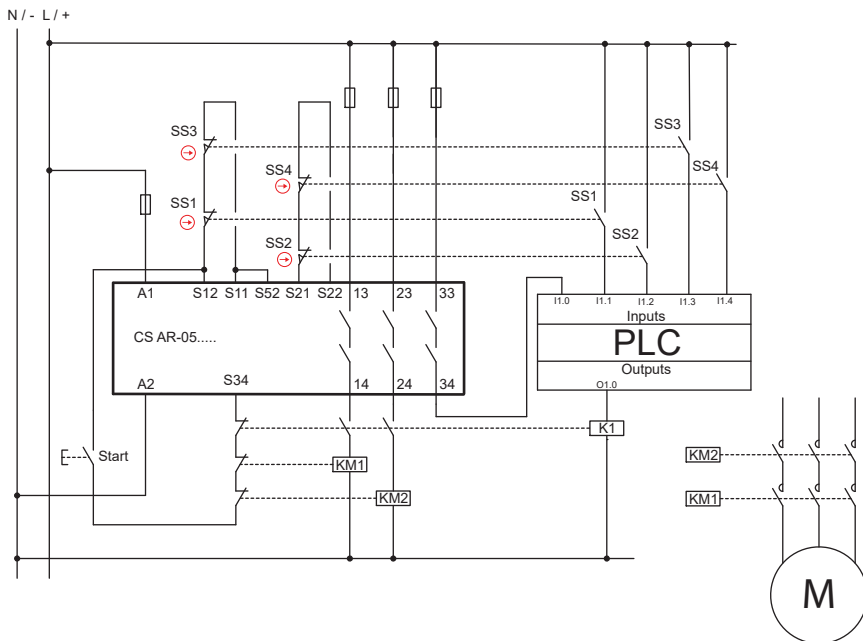 N / - L / +
SS3
SS3
SS4
SS4
SS1
SS1
SS2
SS2
A1 S12 S11 S52 S21 S22 13 23 33
I1.0 I1.1 I1.2 I1.3 I1.4
Inputs
CS AR-05.....
PLC
Outputs
A2 S34 14 24 34
O1.0
K1
Start
KM1
KM2
KM2
KM1
M